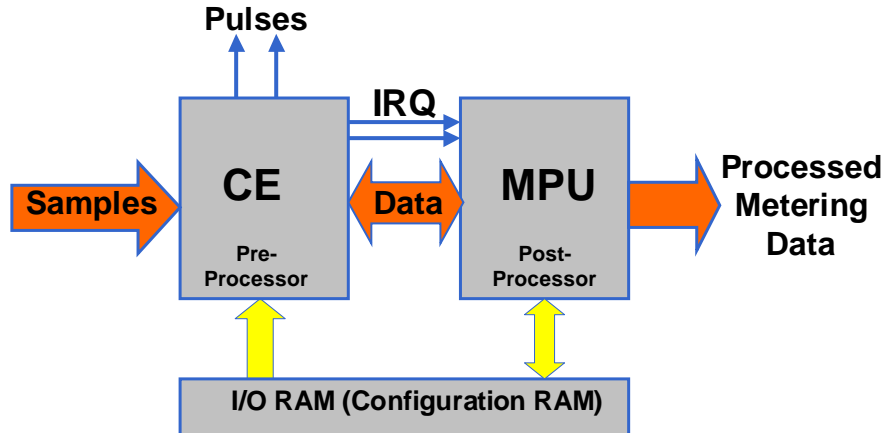 Pulses
IRQ
CE
MPU
Samples
Data
Processed
Metering
Data
Pre-
Processor
Post-
Processor
I/O RAM (Configuration RAM)